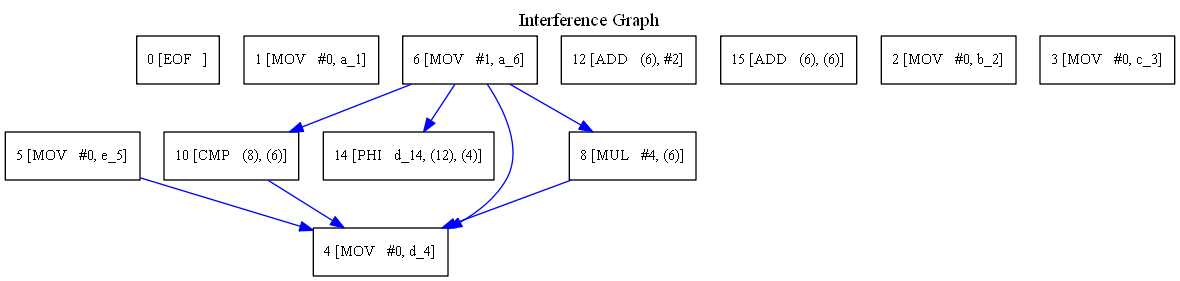 Interference Graph
0 [EOF   ]
1 [MOV   #0, a_1]
6 [MOV   #1, a_6]
12 [ADD   (6), #2]
15 [ADD   (6), (6)]
2 [MOV   #0, b_2]
3 [MOV   #0, c_3]
5 [MOV   #0, e_5]
10 [CMP   (8), (6)]
14 [PHI   d_14, (12), (4)]
8 [MUL   #4, (6)]
4 [MOV   #0, d_4]